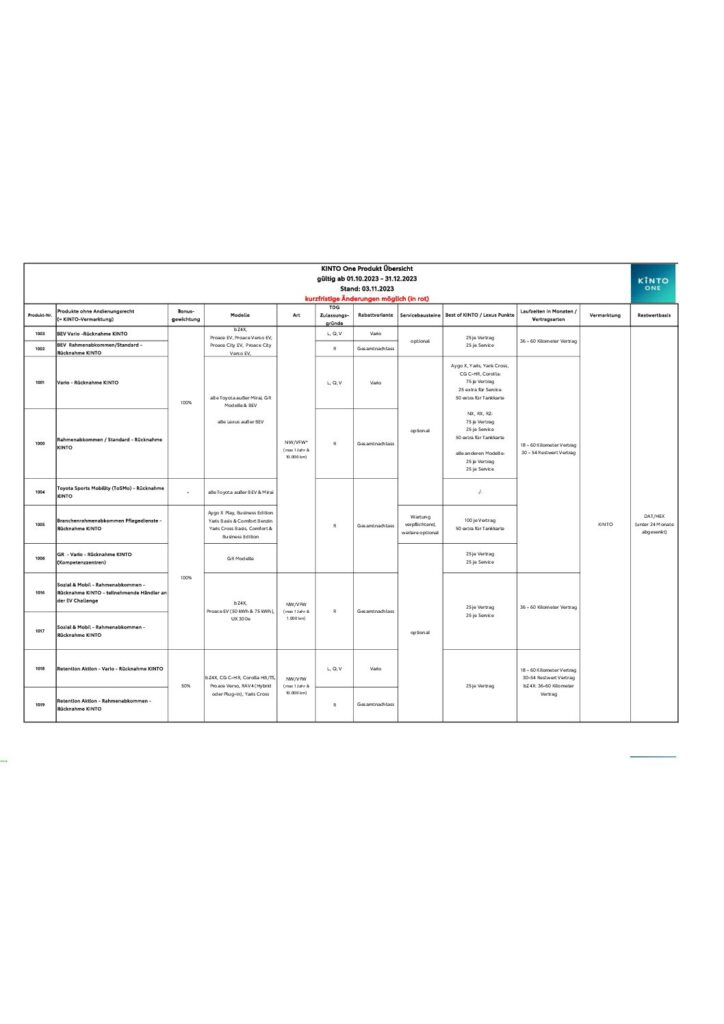 KINTO One Produkt Übersicht
gültig ab 01.10.2023 - 31.12.2023
Stand: 03.11.2023
kurzfristige Änderungen möglich (in rot)
KINTO
ONE
Produkt-Nr.
Produkte ohne Andienungsrecht
(= KINTO-Vermarktung)
Bonus-
gewichtung
Modelle
Art
TDG
Zulassungs-
gründe
Rabattvariante
Servicebausteine
Best of KINTO / Lexus Punkte
Laufzeiten in Monaten /
Vertragsarten
Vermarktung
Restwertbasis
1003
BEV Vario -Rücknahme KINTO
bZ4X,
Proace EV, Proace Verso EV,
Proace City EV, Proace City
Verso EV,
L, Q, V
Vario
optional
25 je Vertrag
25 je Service
36 - 60 Kilometer Vertrag
1002
BEV Rahmenabkommen/Standard -
Rücknahme KINTO
R
Gesamtnachlass
1001
Vario - Rücknahme KINTO
100%
alle Toyota außer Mirai, GR
Modelle & BEV
alle Lexus außer BEV
L, Q, V
Vario
Aygo X, Yaris, Yaris Cross,
CG C-HR, Corolla:
75 je Vertrag
25 extra für Service
50 extra für Tankkarte
1000
Rahmenabkommen / Standard - Rücknahme
KINTO
NW/VFW*
(max 1 Jahr &
10.000 km)
R
Gesamtnachlass
optional
NX, RX, RZ:
75 je Vertrag
25 je Service
50 extra für Tankkarte
alle anderen Modelle:
25 je Vertrag
25 je Service
18 - 60 Kilometer Vertrag
30 - 54 Restwert Vertrag
1004
Toyota Sports Mobility (ToSMo) - Rücknahme
KINTO
-
alle Toyota außer BEV & Mirai
-/-
1005
Branchenrahmenabkommen Pflegedienste -
Rücknahme KINTO
Aygo X Play, Business Edition
Yaris Basis & Comfort Benzin
Yaris Cross Basis, Comfort &
Business Edition
R
Gesamtnachlass
Wartung
verpflichtend,
weitere optional
100 je Vertrag
50 extra für Tankkarte
KINTO
DAT/HEK
(unter 24 Monate
abgesenkt)
1006
GR - Vario - Rücknahme KINTO
(Kompetenzzentren)
100%
GR Modelle
25 je Vertrag
25 je Service
1016
Sozial & Mobil - Rahmenabkommen -
Rücknahme KINTO - teilnehmende Händler an
der EV Challenge
bZ4X,
Proace EV (50 kWh & 75 kWh),
UX 300e
NW/VFW
(max 1 Jahr &
1.000 km)
R
Gesamtnachlass
25 je Vertrag
25 je Service
36 - 60 Kilometer Vertrag
1017
Sozial & Mobil - Rahmenabkommen -
Rücknahme KINTO
optional
1018
Retention Aktion - Vario - Rücknahme KINTO
50%
bZ4X, CG C-HR, Corolla HB/TS,
Proace Verso, RAV4 (Hybrid
oder Plug-in), Yaris Cross
NW/VFW
(max 1 Jahr &
10.000 km)
L, Q, V
Vario
25 je Vertrag
18 - 60 Kilometer Vertrag
30-54 Restwert Vertrag
bZ4X: 36-60 Kilometer
Vertrag
1019
Retention Aktion - Rahmenabkommen -
Rücknahme KINTO
R
Gesamtnachlass